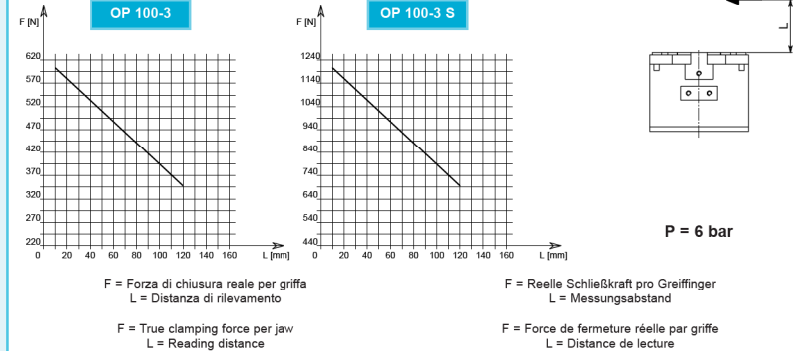 OP 100-3
F [N]
620
570
520
470
420
370
320
270
220
0 20 40 60 80 100 120 140 160
L [mm]
OP 100-3 S
F [N]
1240
1140
1040
940
840
740
640
540
440
0 20 40 60 80 100 120 140 160
L [mm]
L
P = 6 bar
F = Forza di chiusura reale per griffa
L = Distanza di rilevamento
F = Reelle Schließkraft pro Greiffinger
L = Messungsabstand
F = True clamping force per jaw
L = Reading distance
F = Force de fermeture réelle par griffe
L = Distance de lecture